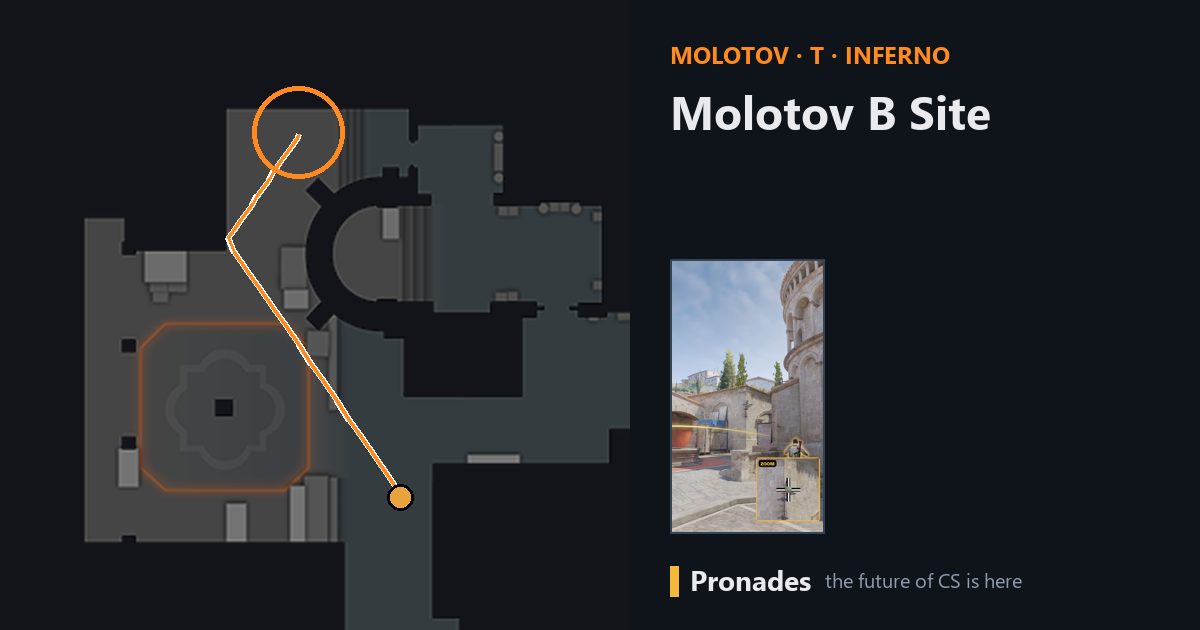 MOLOTOV · T · INFERNO
Molotov B Site
ZOOM
Pronades the future of CS is here